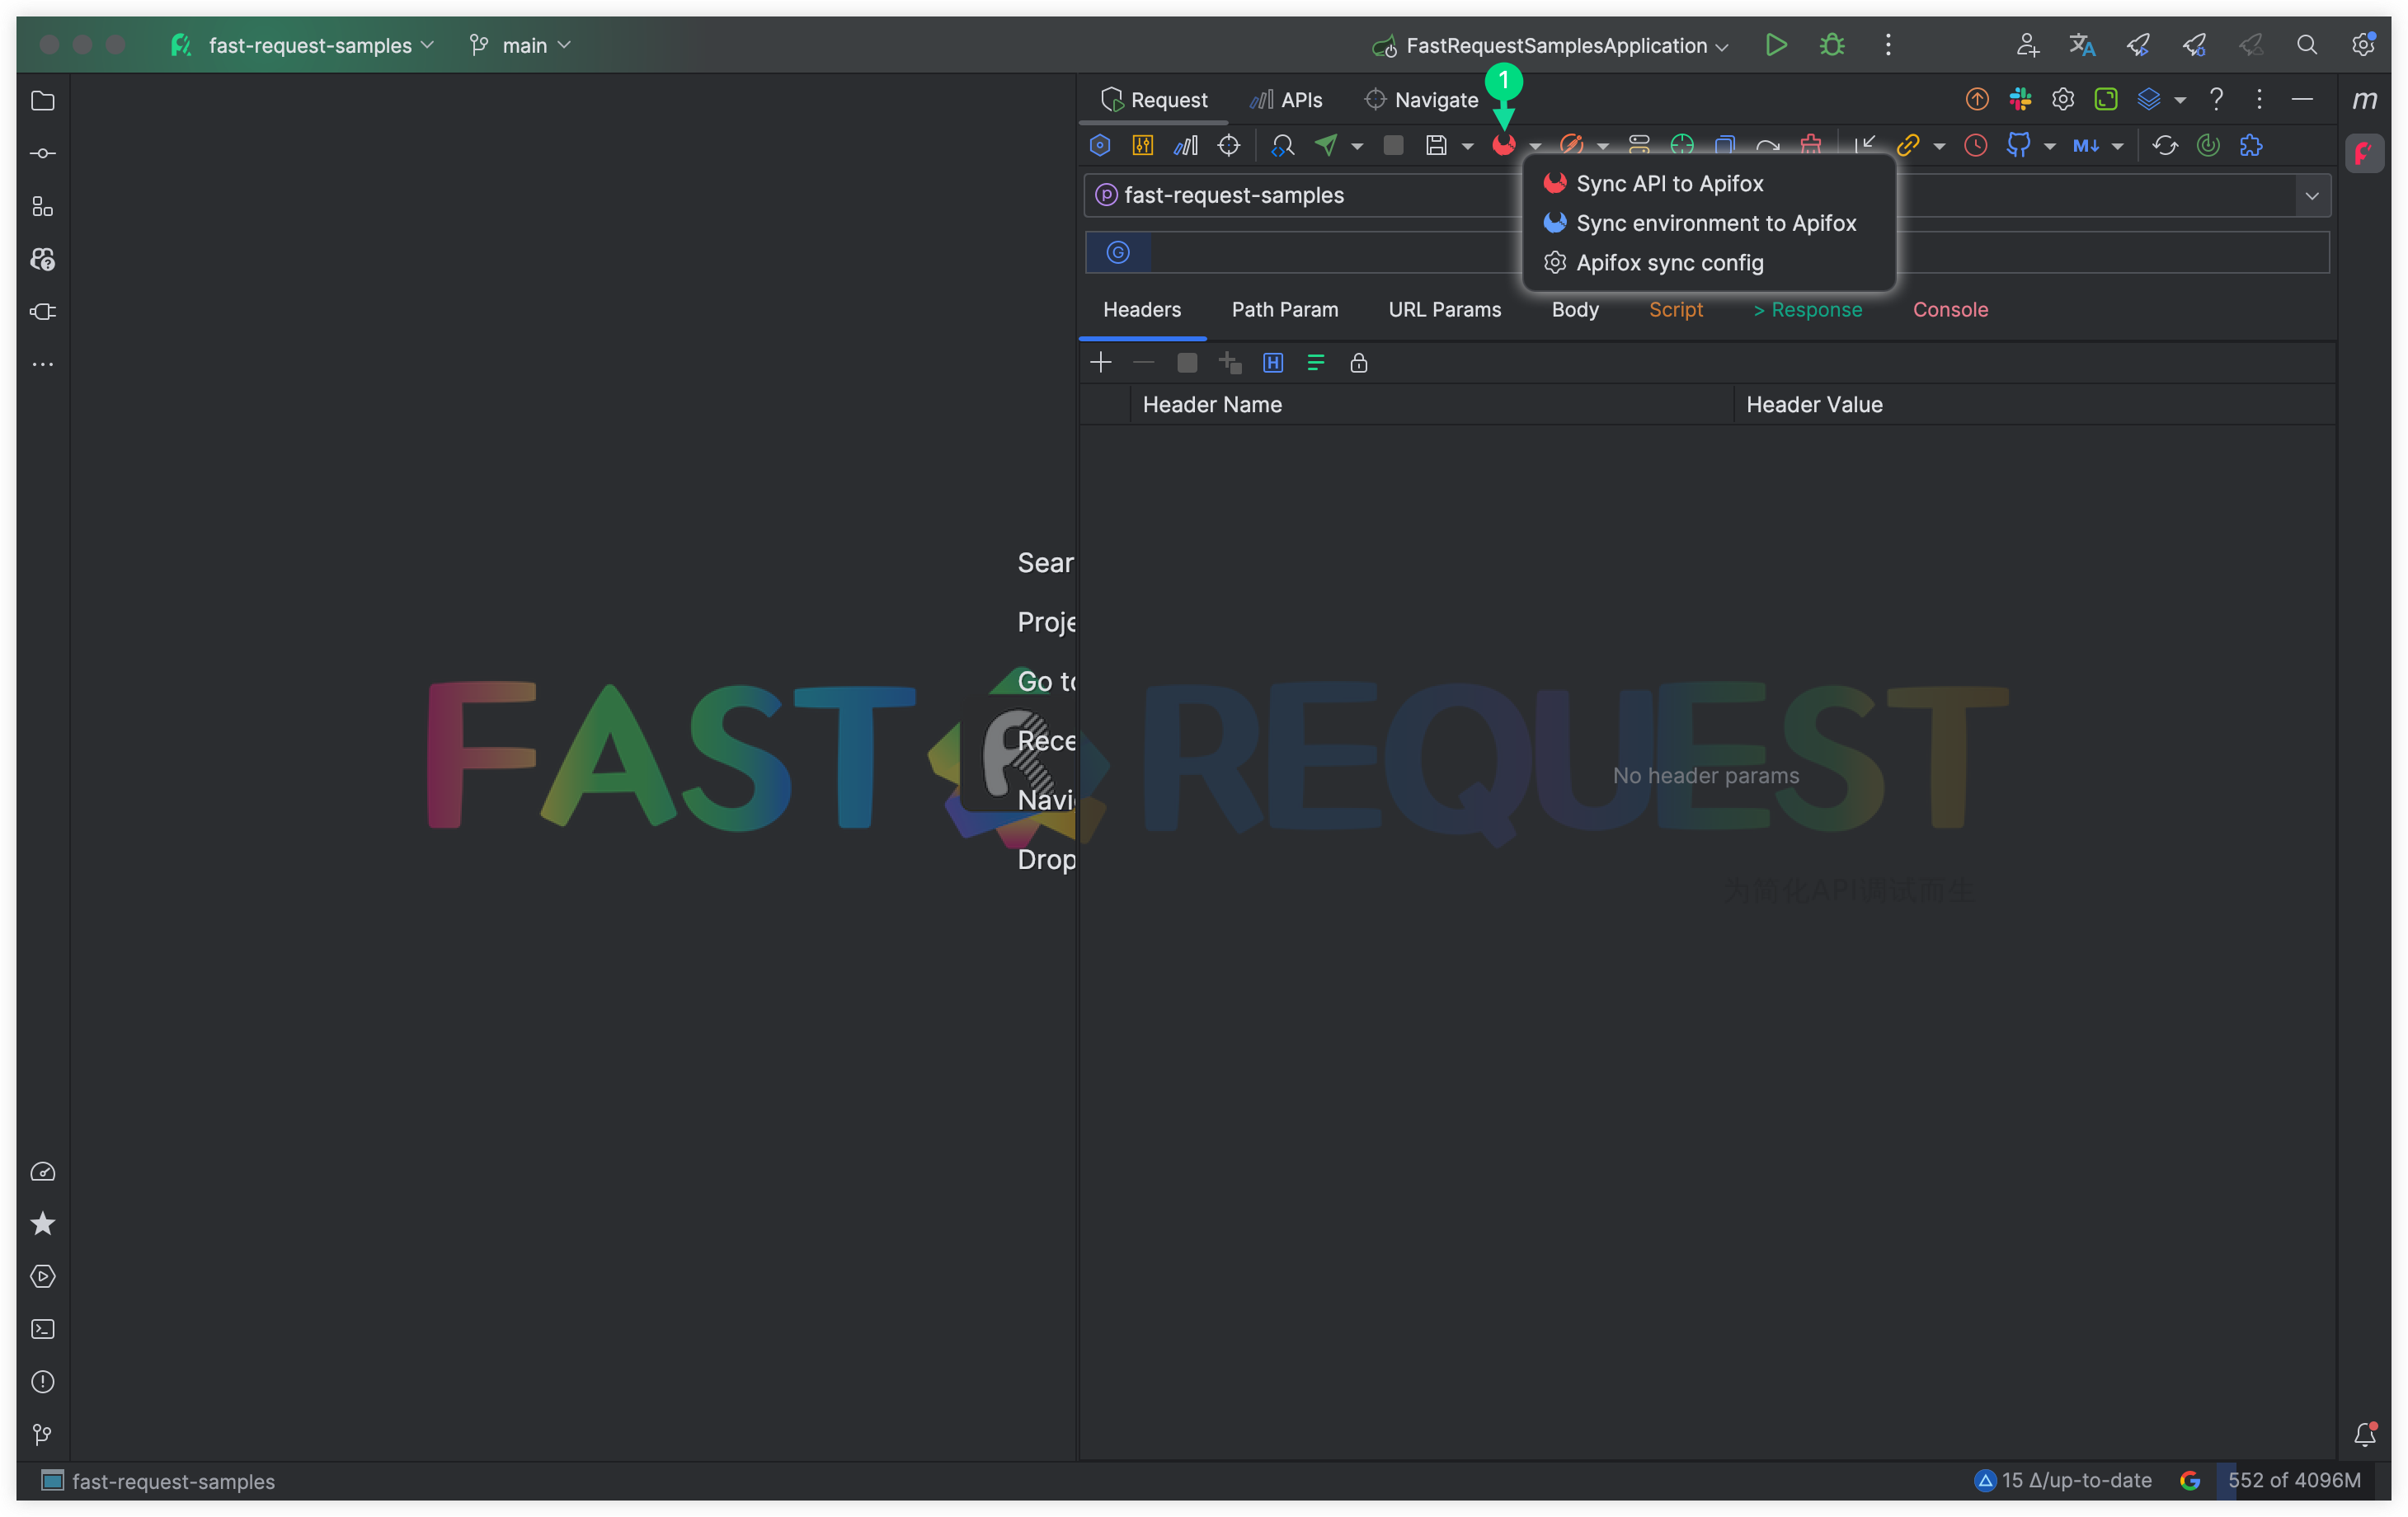 fast-request-samples
main
FastRequestSamplesApplication
1
Request
APIs
Navigate
m
M↓
fast-request-samples
Sync API to Apifox
Sync environment to Apifox
Apifox sync config
G
Headers
Path Param
URL Params
Body
Script
> Response
Console
H
Header Name
Header Value
Sear
Proje
Go to
Rece
Navi
Drop
FAST REQUEST
No header params
为简化API调试而生
fast-request-samples
15 Δ/up-to-date
552 of 4096M